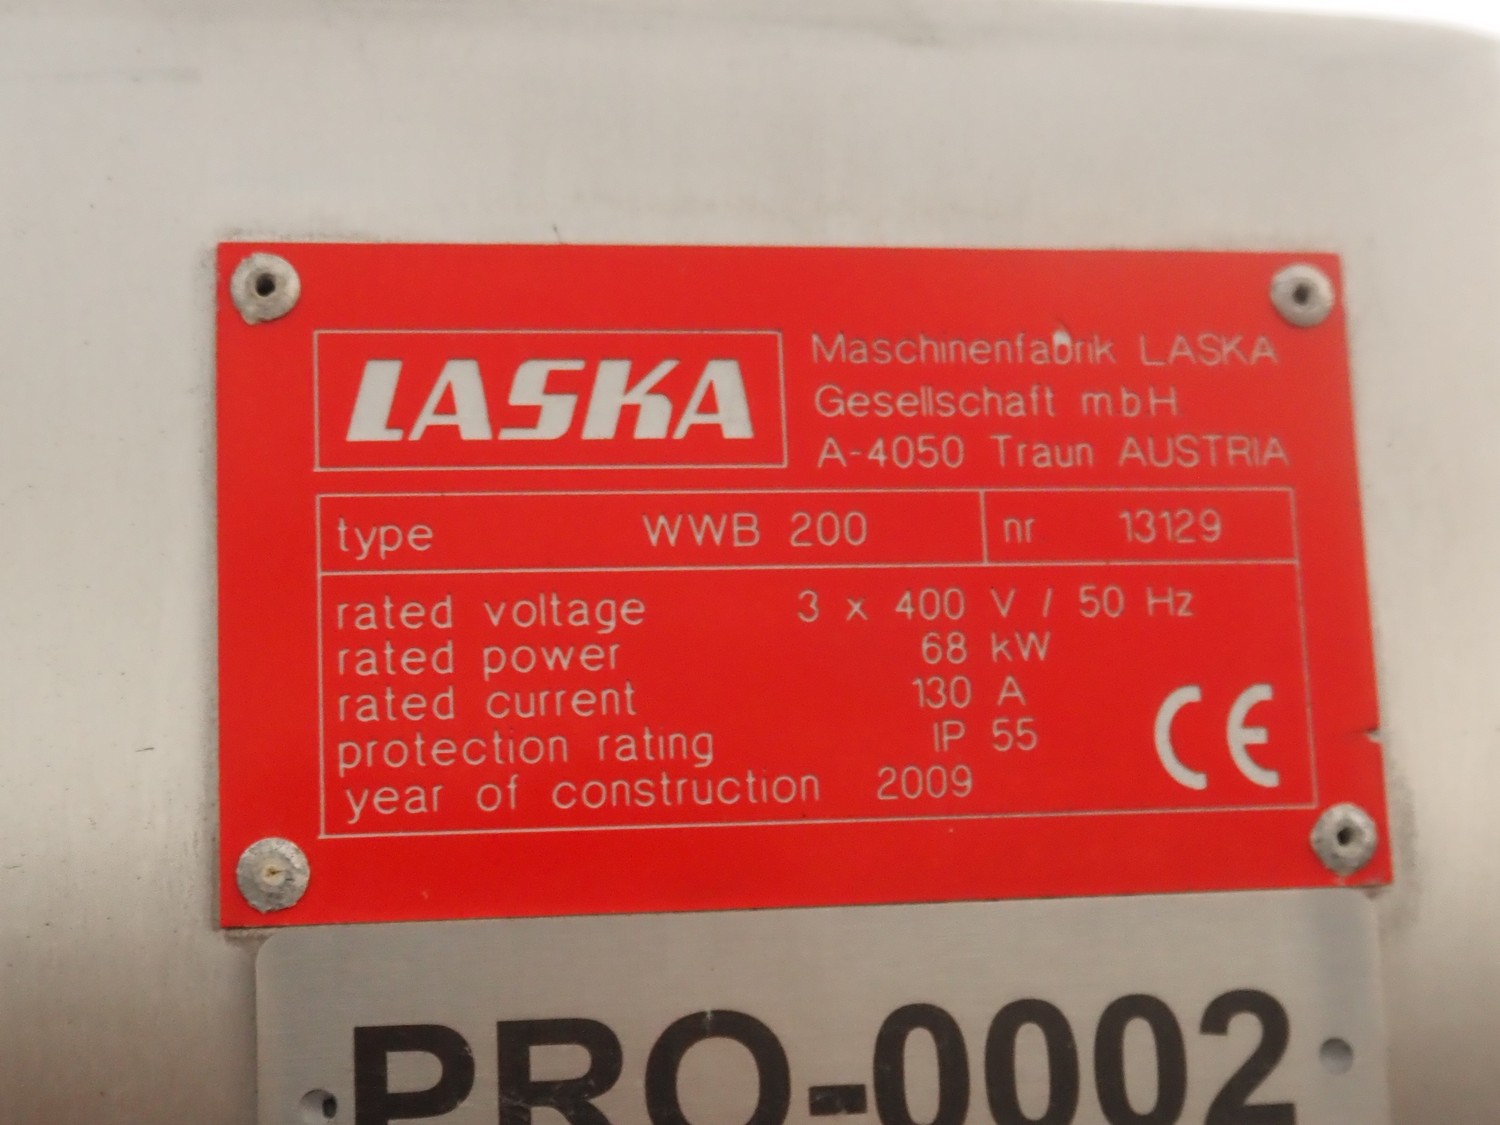 LASKA
Maschinenfabrik LASKA
Gesellschaft m.b.H.
A-4050 Traun AUSTRIA
type WWB 200 nr 13129
rated voltage 3 x 400 V / 50 Hz
rated power 68 kW
rated current 130 A
protection rating IP 55
year of construction 2009
CE
PRO-0002